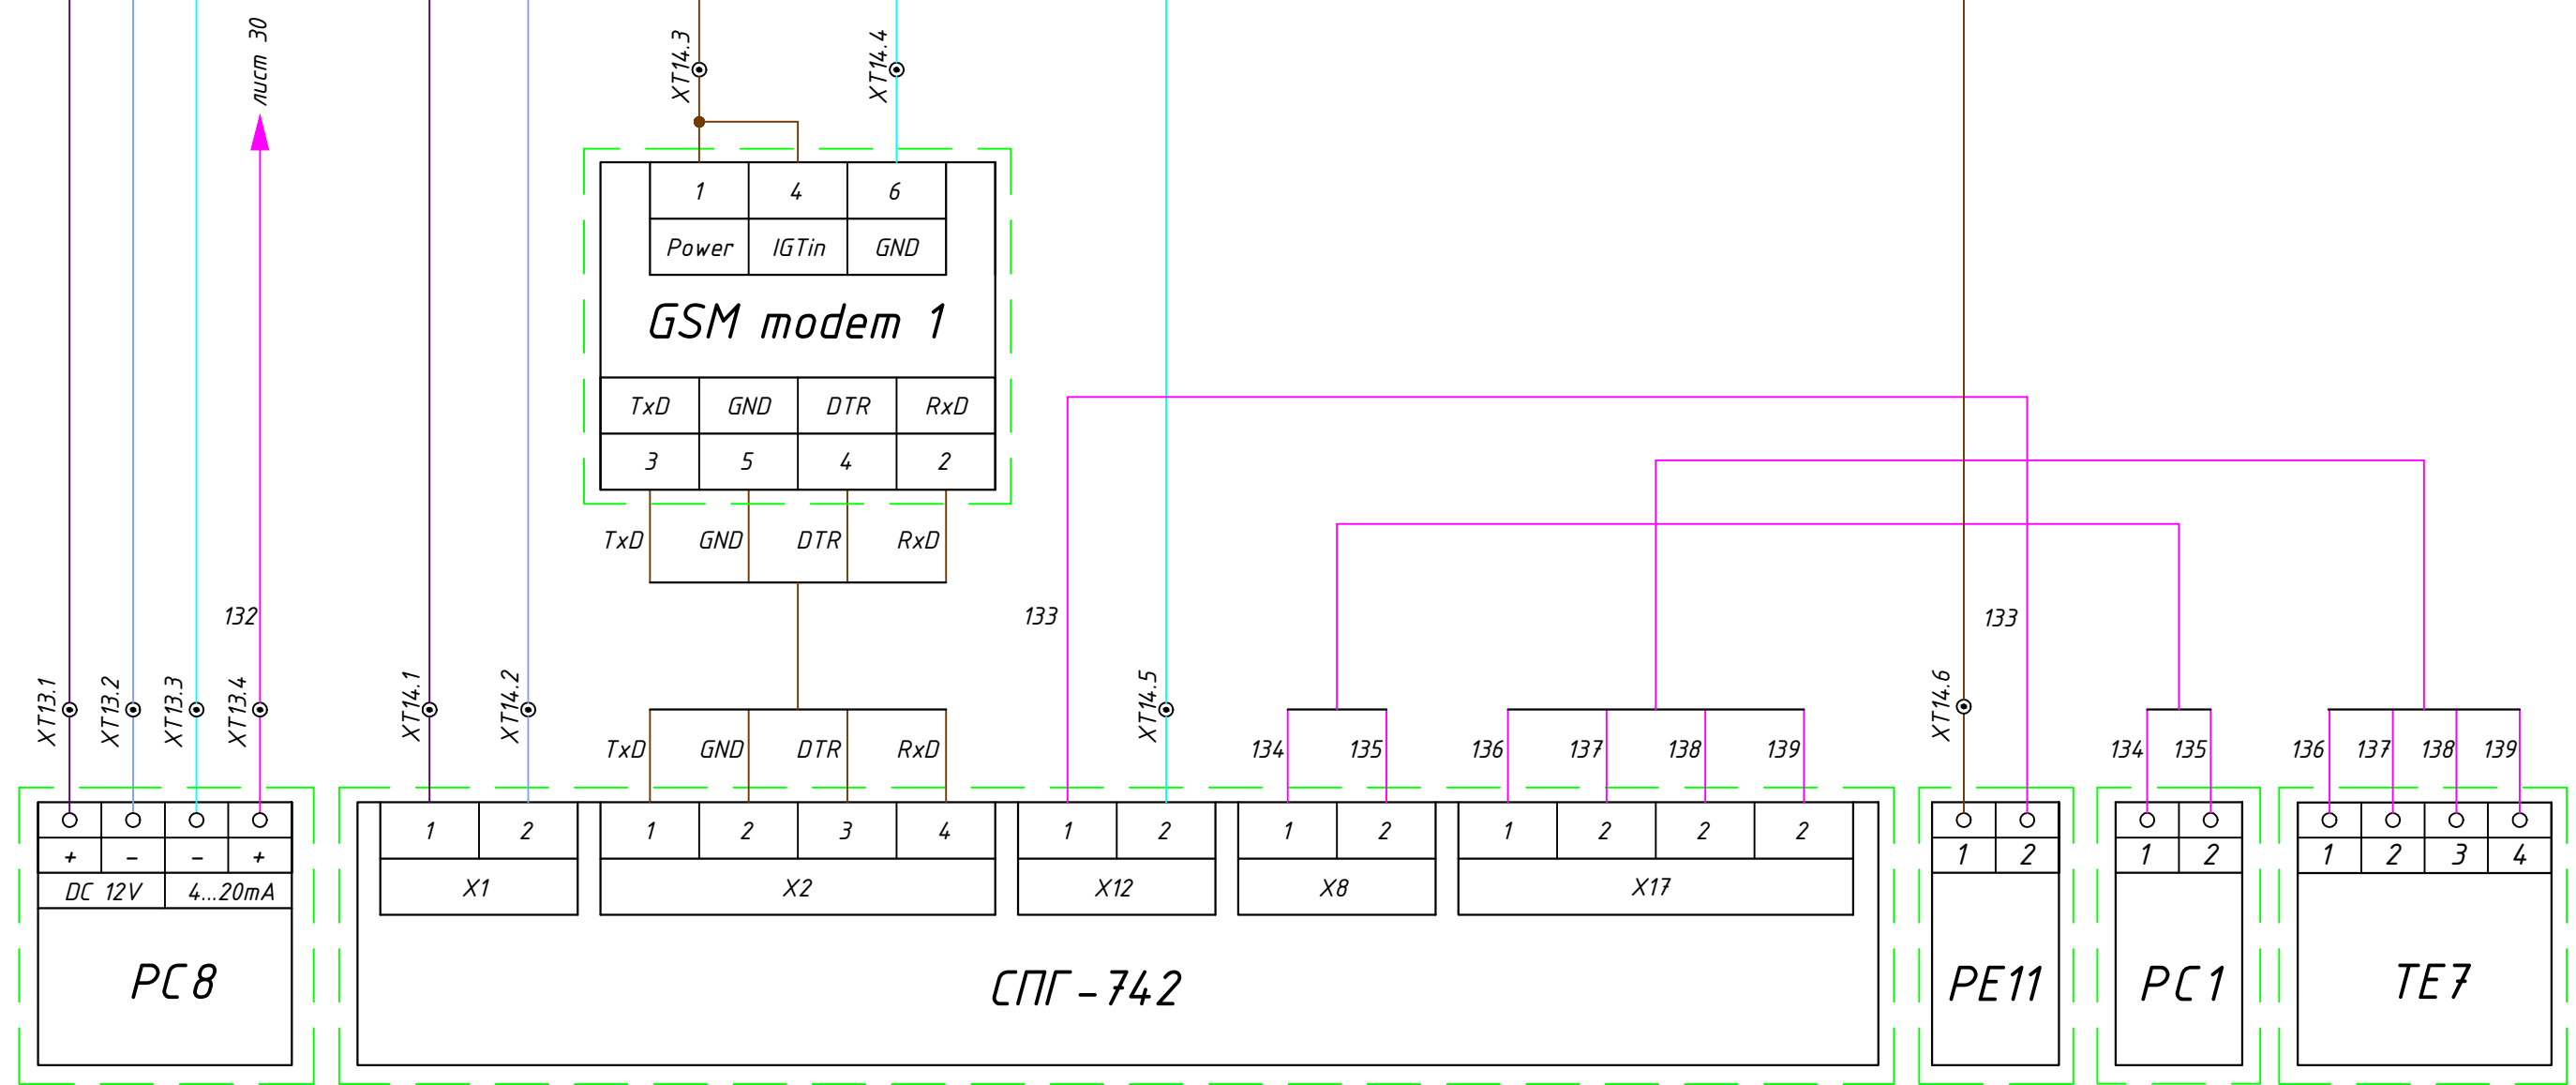 лист 30
XT14.3
XT14.4
1 4 6
Power IGTin GND
GSM modem 1
TxD GND DTR RxD
3 5 4 2
TxD GND DTR RxD
132
133
133
XT13.1 XT13.2 XT13.3 XT13.4 XT14.1 XT14.2 XT14.5 XT14.6
TxD GND DTR RxD 134 135 136 137 138 139 134 135 136 137 138 139
1 2 1 2 3 4 1 2 1 2 1 2 2 2
+ - - + 1 2 1 2 1 2 3 4
DC 12V 4...20mA X1 X2 X12 X8 X17
PC8 СПГ-742 PE11 PC1 TE7